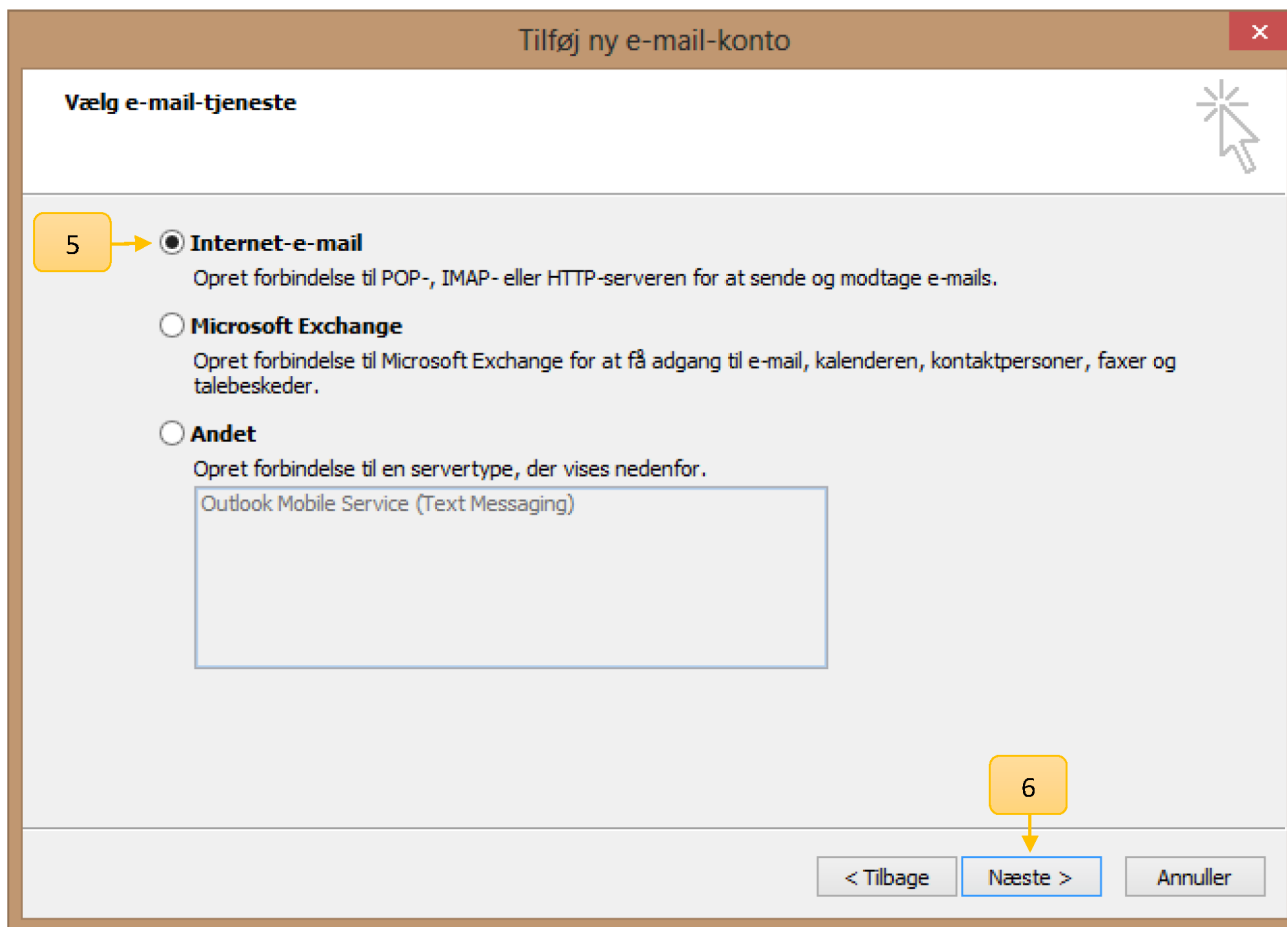 Tilføj ny e-mail-konto
Vælg e-mail-tjeneste
5
Internet-e-mail
Opret forbindelse til POP-, IMAP- eller HTTP-serveren for at sende og modtage e-mails.
Microsoft Exchange
Opret forbindelse til Microsoft Exchange for at få adgang til e-mail, kalenderen, kontaktpersoner, faxer og
talebeskeder.
Andet
Opret forbindelse til en servertype, der vises nedenfor.
Outlook Mobile Service (Text Messaging)
6
< Tilbage
Næste >
Annuller